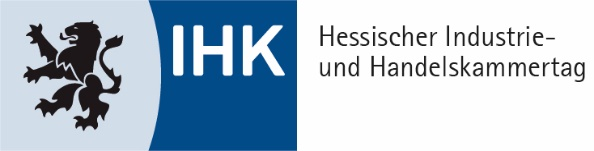 IHK
Hessischer Industrie-
und Handelskammertag